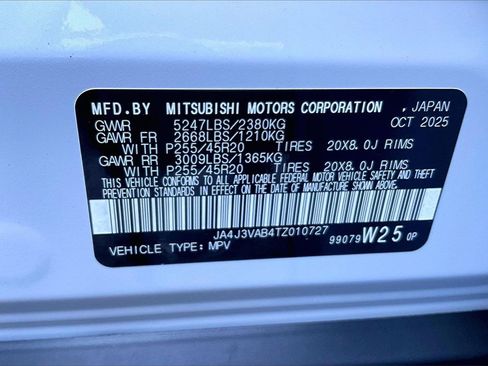 MFD.BY MITSUBISHI MOTORS CORPORATION , JAPAN
GVWR 5247LBS/2380KG OCT 2025
GAWR FR 2668LBS/1210KG
WITH P255/45R20 TIRES 20X8.0J RIMS
GAWR RR 3009LBS/1365KG
WITH P255/45R20 TIRES 20X8.0J RIMS
THIS VEHICLE CONFORMS TO ALL APPLICABLE FEDERAL MOTOR VEHICLE SAFETY AND THEFT
PREVENTION STANDARDS IN EFFECT ON THE DATE OF MANUFACTURE SHOWN ABOVE.
JA4J3VAB4TZ010727
VEHICLE TYPE: MPV 99079 W25 0P